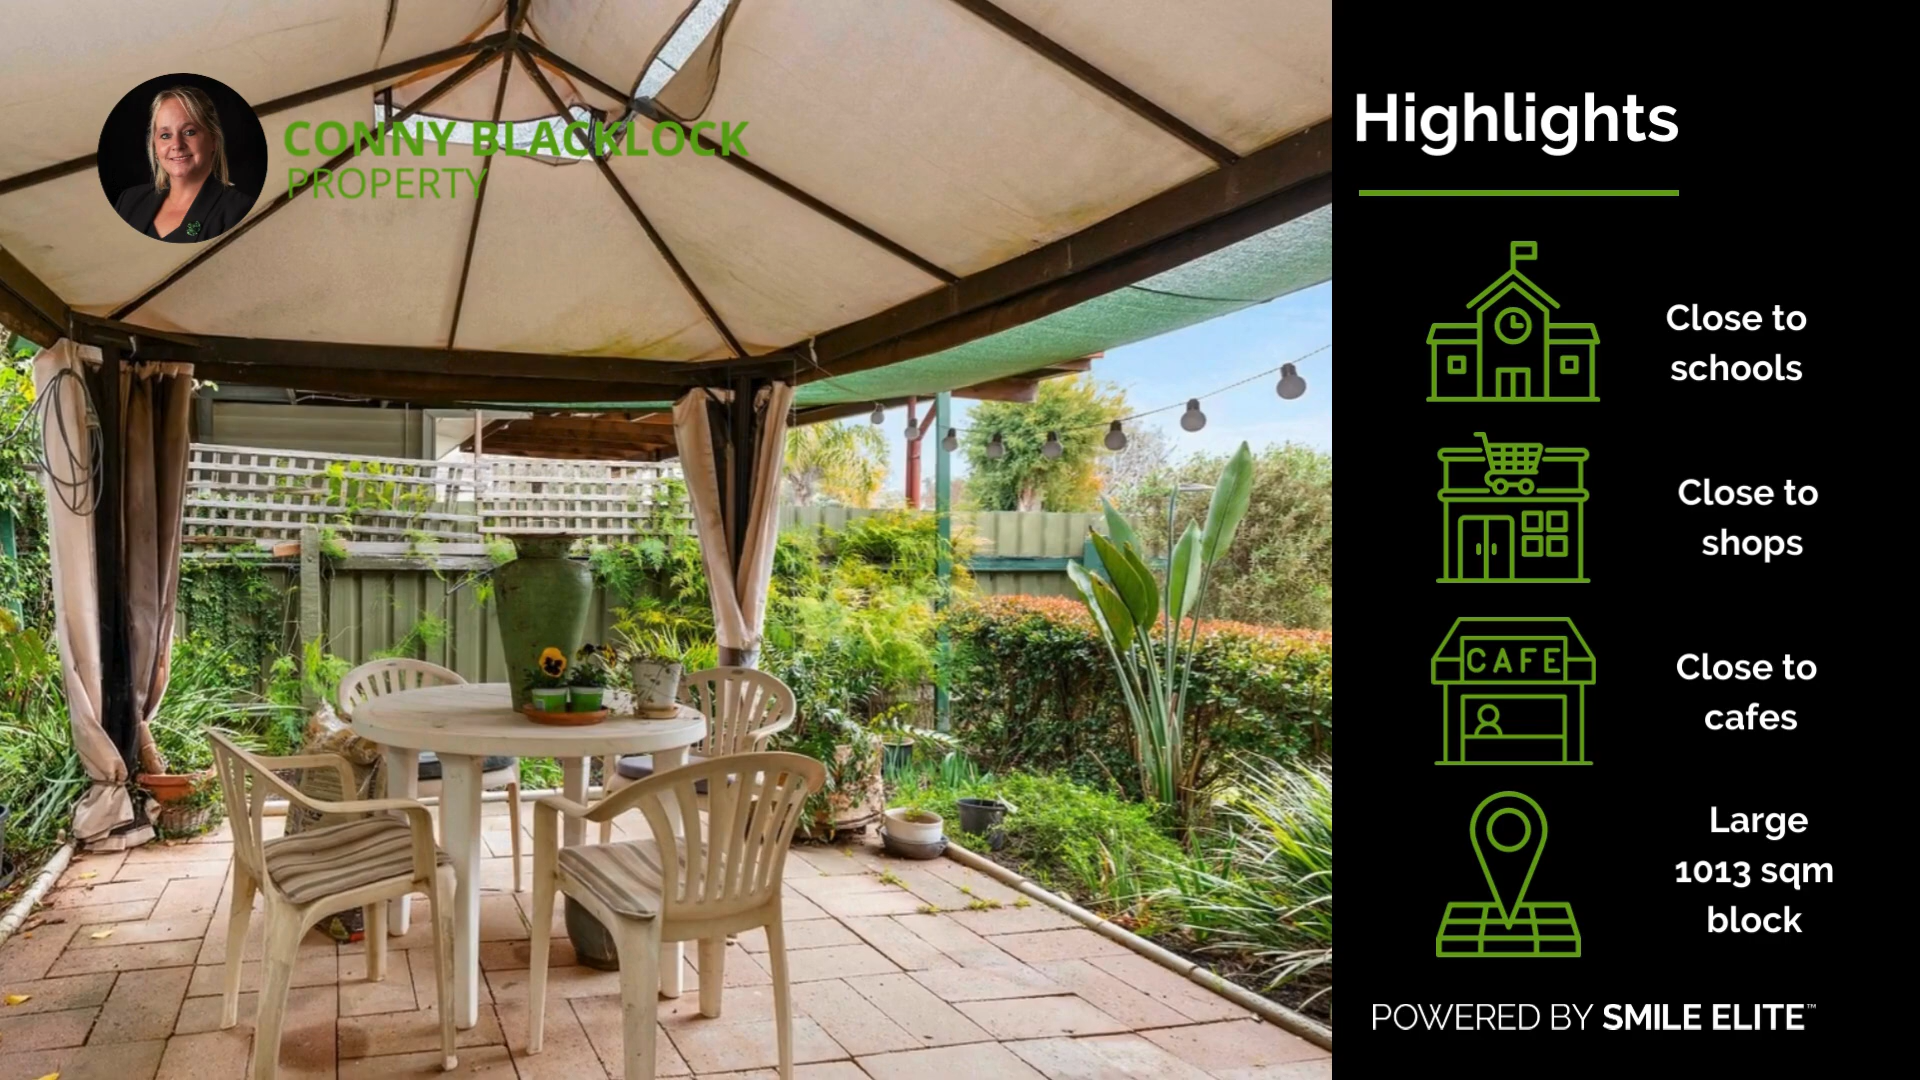 CONNY BLACKLOCK
PROPERTY
Highlights
Close to
schools
Close to
shops
CAFE
Close to
cafes
Large
1013 sqm
block
POWERED BY SMILE ELITE™